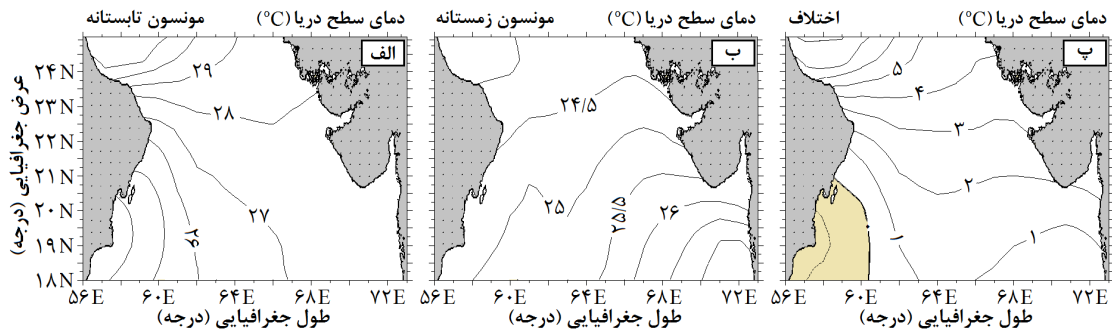 مونسون تابستانه دمای سطح دریا (°C)
الف
۲۹
۲۸
۲۷
۲۶
۲۴N
۲۳N
۲۲N
۲۱N
۲۰N
۱۹N
۱۸N
عرض جغرافیایی (درجه)
۵۶E ۶۰E ۶۴E ۶۸E ۷۲E
طول جغرافیایی (درجه)
مونسون زمستانه دمای سطح دریا (°C)
ب
۲۴/۵
۲۵
۲۵/۵
۲۶
۵۶E ۶۰E ۶۴E ۶۸E ۷۲E
طول جغرافیایی (درجه)
اختلاف دمای سطح دریا (°C)
پ
۵
۴
۳
۲
۱
۱
۰
۵۶E ۶۰E ۶۴E ۶۸E ۷۲E
طول جغرافیایی (درجه)